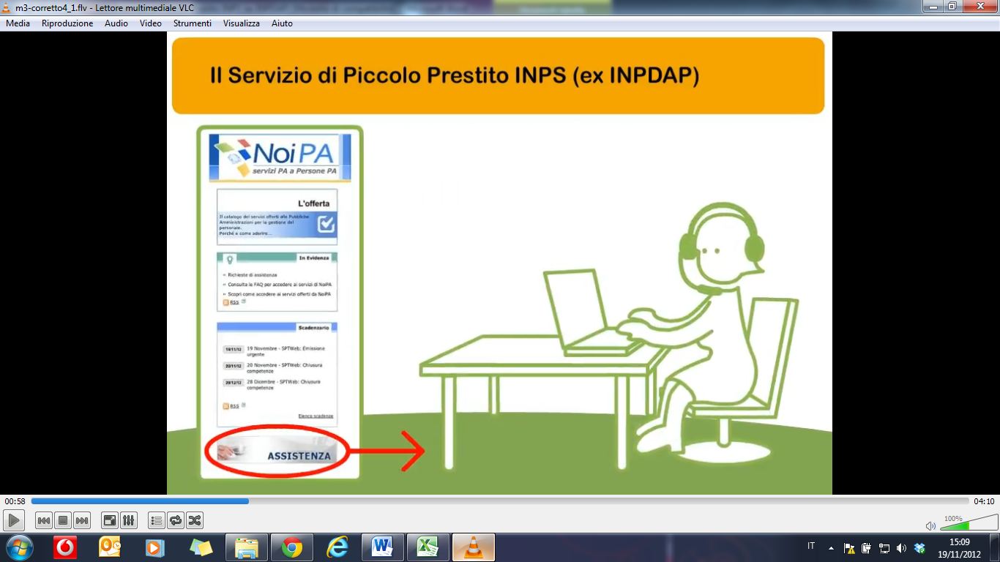 m3-corretto4_1.flv - Lettore multimediale VLC
Media Riproduzione Audio Video Strumenti Visualizza Aiuto
Il Servizio di Piccolo Prestito INPS (ex INPDAP)
NoiPA
servizi PA a Persone PA
L'offerta
Il catalogo dei servizi offerti alle Pubbliche
Amministrazioni per la gestione del
personale.
Perché e come aderire...
In Evidenza
Richieste di assistenza
Consulta le FAQ per accedere ai servizi di NoiPA
Scopri come accedere ai servizi offerti da NoiPA
RSS
Scadenzario
19/11/12 19 Novembre - SPTWeb: Emissione
urgente
20/11/12 20 Novembre - SPTWeb: Chiusura
competenze
28/12/12 28 Dicembre - SPTWeb: Chiusura
competenze
RSS
Elenco scadenze
ASSISTENZA
00:58 04:10
100%
IT 15:09
19/11/2012